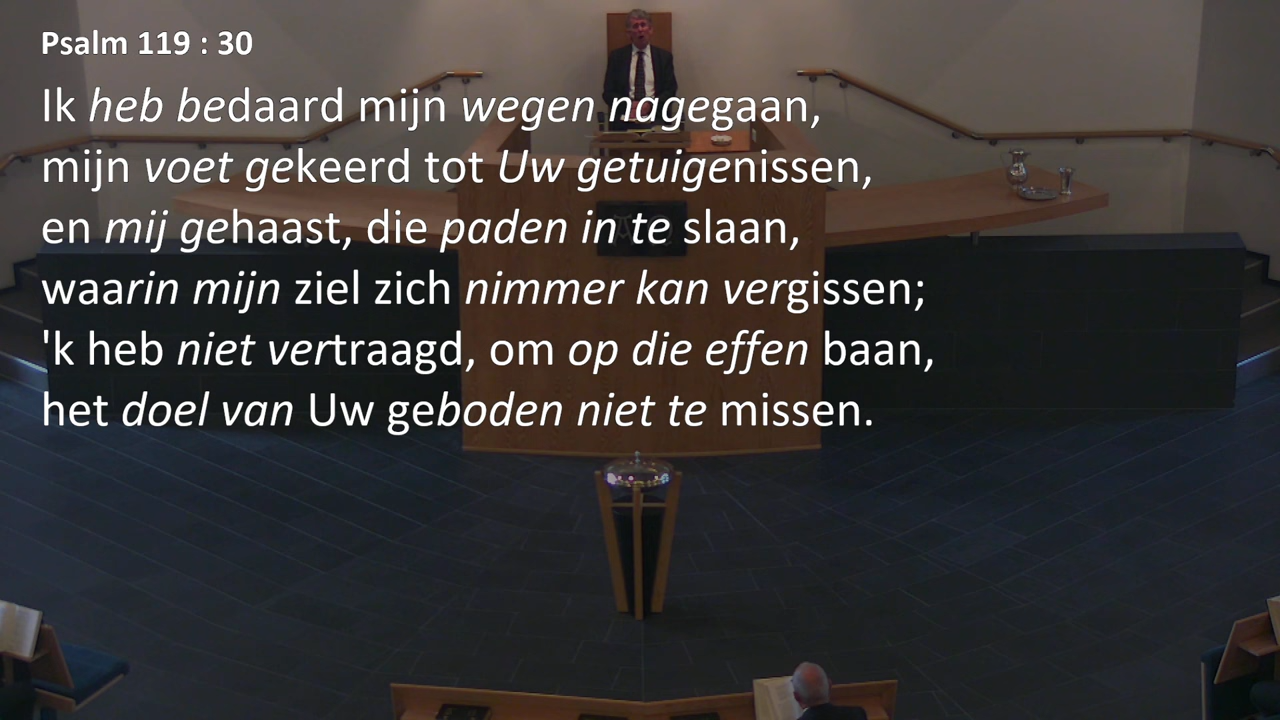 Psalm 119 : 30
Ik heb bedaard mijn wegen nagegaan,
mijn voet gekeerd tot Uw getuigenissen,
en mij gehaast, die paden in te slaan,
waarin mijn ziel zich nimmer kan vergissen;
'k heb niet vertraagd, om op die effen baan,
het doel van Uw geboden niet te missen.